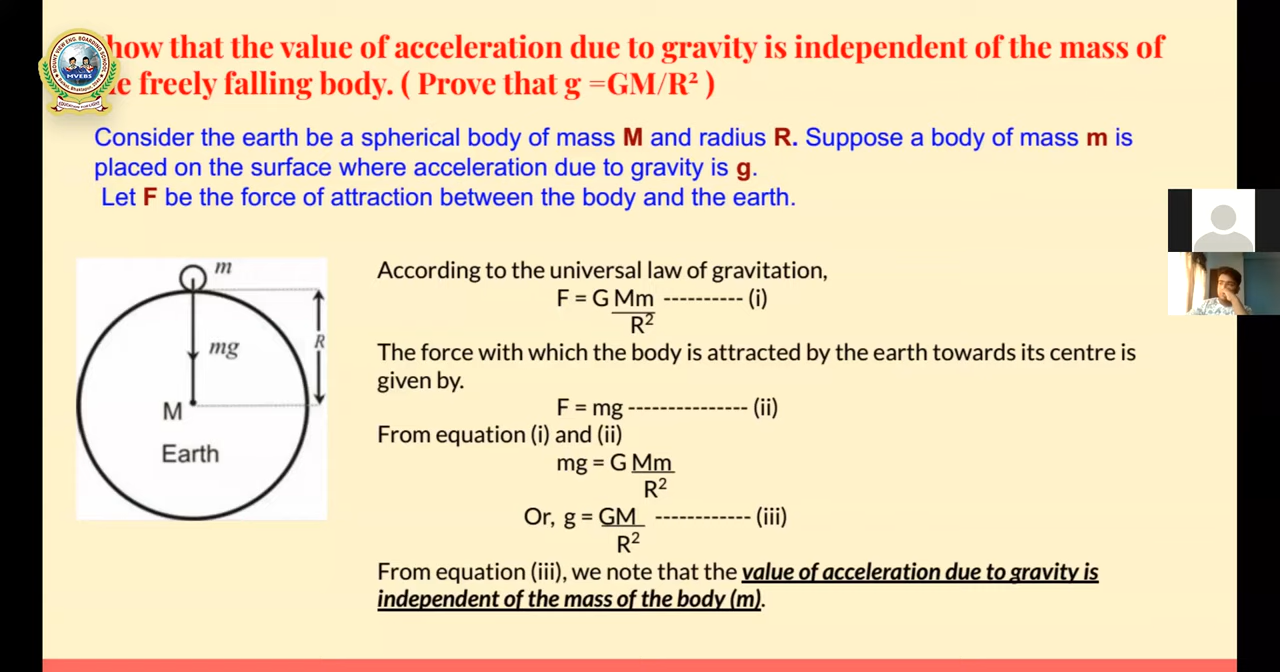 how that the value of acceleration due to gravity is independent of the mass of
e freely falling body. ( Prove that g =GM/R² )
MVEBS
Consider the earth be a spherical body of mass M and radius R. Suppose a body of mass m is
placed on the surface where acceleration due to gravity is g.
Let F be the force of attraction between the body and the earth.
m
mg
R
M
Earth
According to the universal law of gravitation,
F = G Mm ---------- (i)
R²
The force with which the body is attracted by the earth towards its centre is
given by.
F = mg --------------- (ii)
From equation (i) and (ii)
mg = G Mm
R²
Or, g = GM ------------ (iii)
R²
From equation (iii), we note that the value of acceleration due to gravity is
independent of the mass of the body (m).